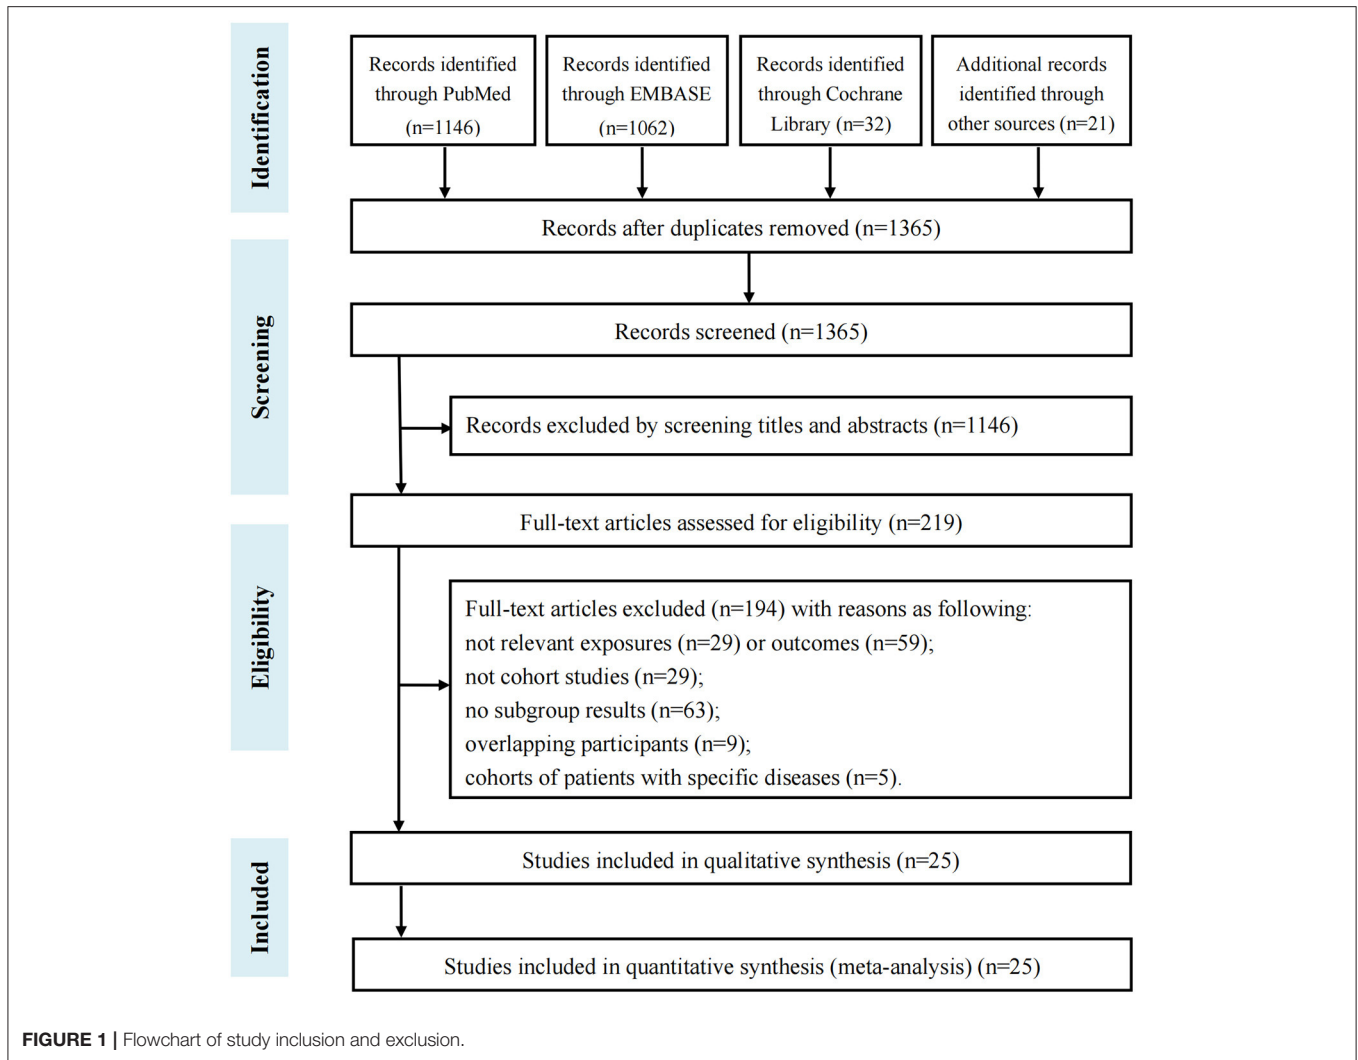 Identification
Records identified
through PubMed
(n=1146)
Records identified
through EMBASE
(n=1062)
Records identified
through Cochrane
Library (n=32)
Additional records
identified through
other sources (n=21)
Records after duplicates removed (n=1365)
Screening
Records screened (n=1365)
Records excluded by screening titles and abstracts (n=1146)
Full-text articles assessed for eligibility (n=219)
Eligibility
Full-text articles excluded (n=194) with reasons as following:
not relevant exposures (n=29) or outcomes (n=59);
not cohort studies (n=29);
no subgroup results (n=63);
overlapping participants (n=9);
cohorts of patients with specific diseases (n=5).
Included
Studies included in qualitative synthesis (n=25)
Studies included in quantitative synthesis (meta-analysis) (n=25)
FIGURE 1 | Flowchart of study inclusion and exclusion.